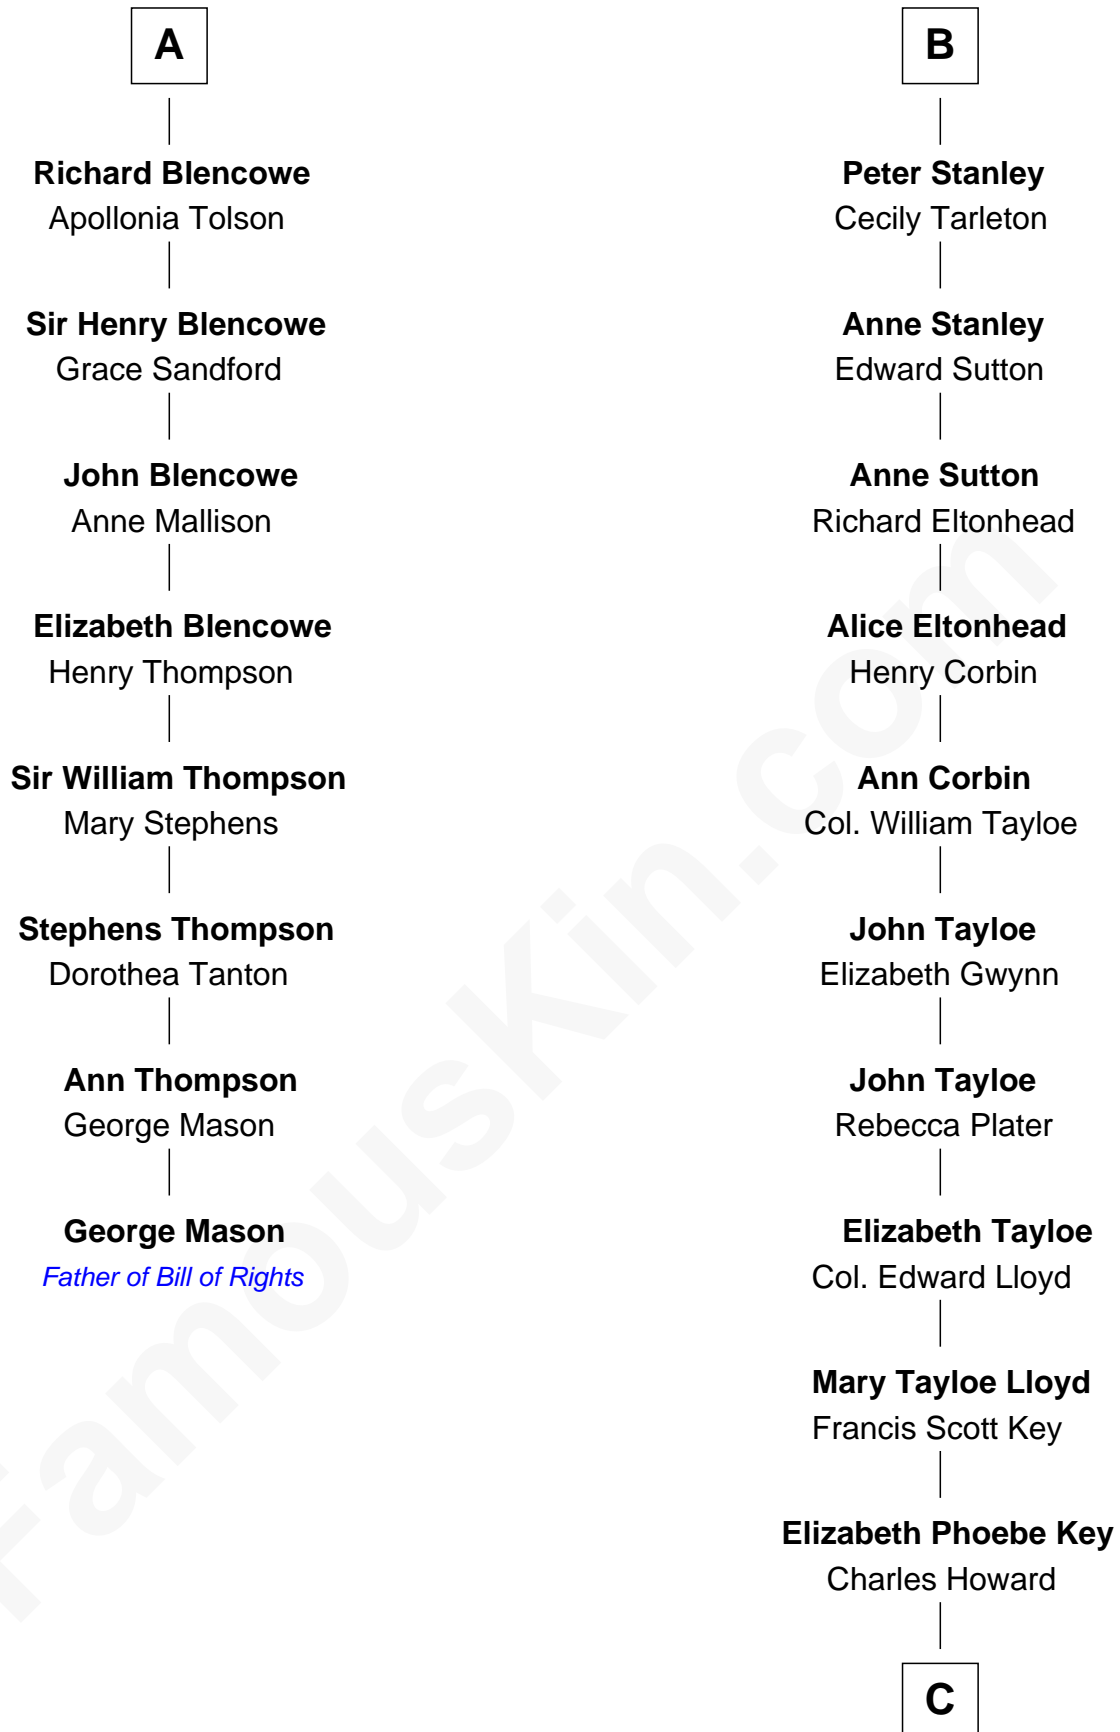 A
Richard Blencowe
Apollonia Tolson
Sir Henry Blencowe
Grace Sandford
John Blencowe
Anne Mallison
Elizabeth Blencowe
Henry Thompson
Sir William Thompson
Mary Stephens
Stephens Thompson
Dorothea Tanton
Ann Thompson
George Mason
George Mason
Father of Bill of Rights
B
Peter Stanley
Cecily Tarleton
Anne Stanley
Edward Sutton
Anne Sutton
Richard Eltonhead
Alice Eltonhead
Henry Corbin
Ann Corbin
Col. William Tayloe
John Tayloe
Elizabeth Gwynn
John Tayloe
Rebecca Plater
Elizabeth Tayloe
Col. Edward Lloyd
Mary Tayloe Lloyd
Francis Scott Key
Elizabeth Phoebe Key
Charles Howard
C
FamousKin.com